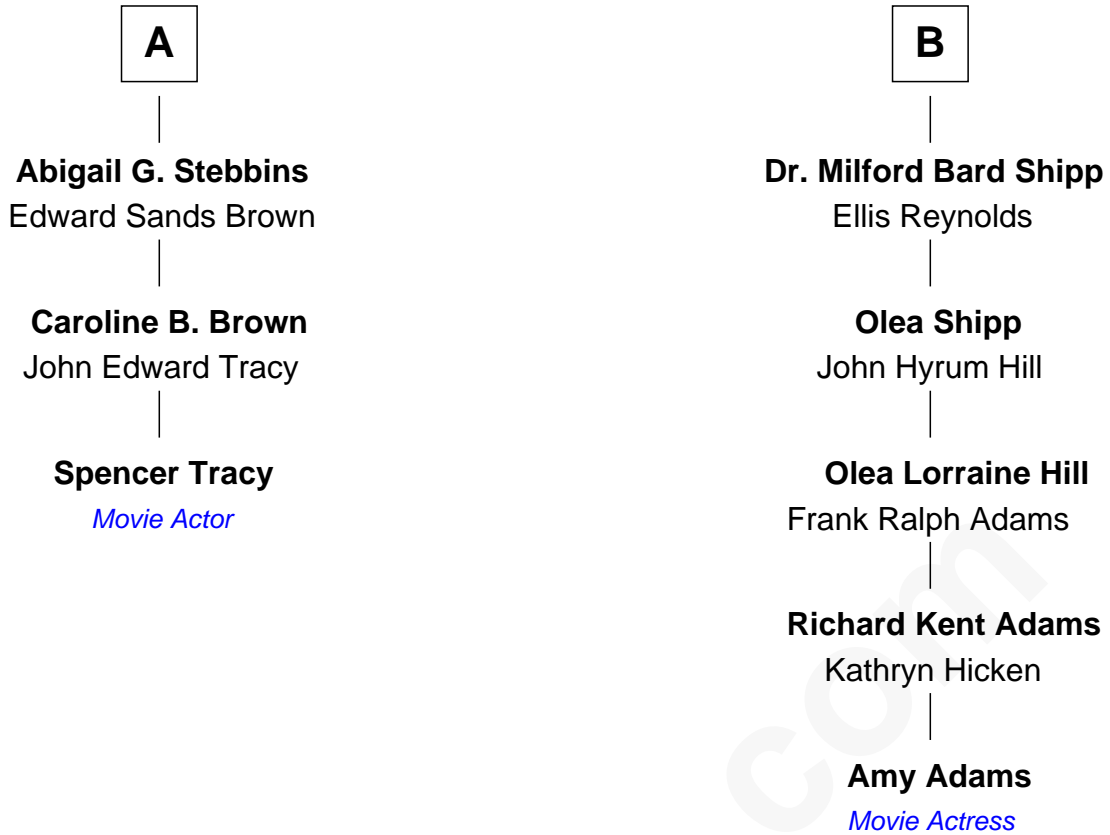 A
Abigail G. Stebbins
Edward Sands Brown
Caroline B. Brown
John Edward Tracy
Spencer Tracy
Movie Actor
B
Dr. Milford Bard Shipp
Ellis Reynolds
Olea Shipp
John Hyrum Hill
Olea Lorraine Hill
Frank Ralph Adams
Richard Kent Adams
Kathryn Hicken
Amy Adams
Movie Actress
com